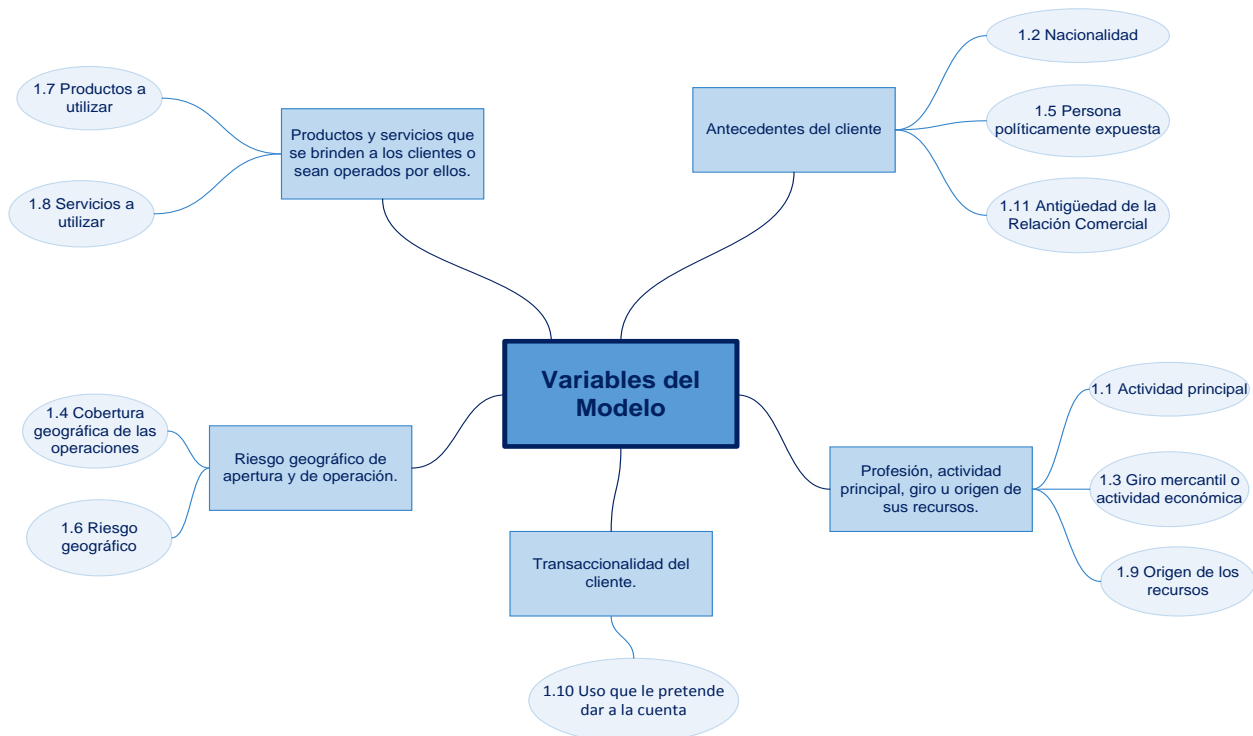 1.7 Productos a
utilizar
1.8 Servicios a
utilizar
Productos y servicios que
se brinden a los clientes o
sean operados por ellos.
Antecedentes del cliente
1.2 Nacionalidad
1.5 Persona
políticamente expuesta
1.11 Antigüedad de la
Relación Comercial
Variables del
Modelo
1.4 Cobertura
geográfica de las
operaciones
1.6 Riesgo
geográfico
Riesgo geográfico de
apertura y de operación.
Transaccionalidad del
cliente.
1.10 Uso que le pretende
dar a la cuenta
Profesión, actividad
principal, giro u origen de
sus recursos.
1.1 Actividad principal
1.3 Giro mercantil o
actividad económica
1.9 Origen de los
recursos